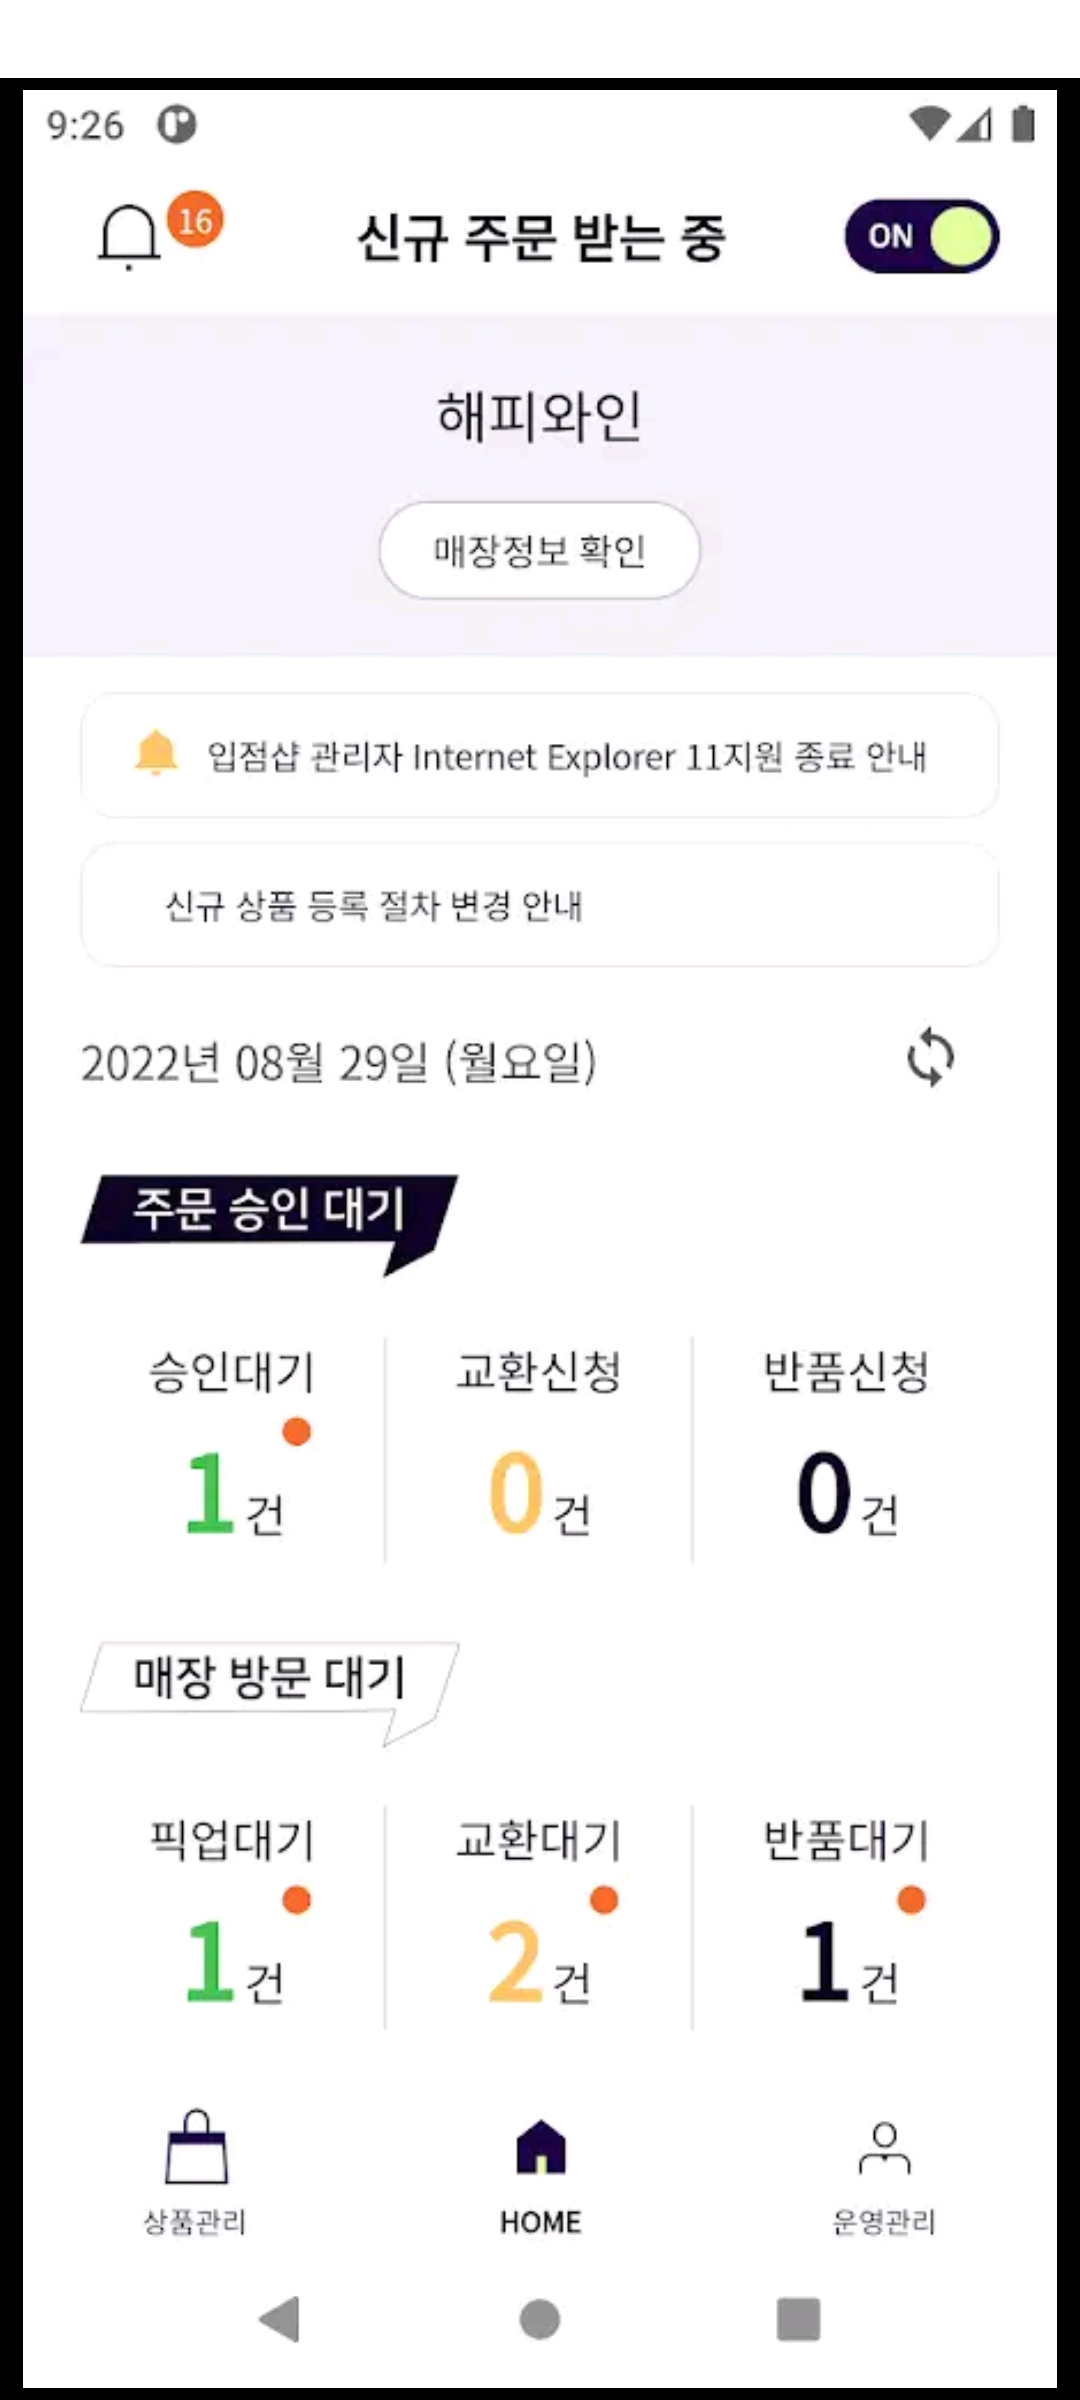 9:26
16
신규 주문 받는 중
ON
해피와인
매장정보 확인
입점샵 관리자 Internet Explorer 11지원 종료 안내
신규 상품 등록 절차 변경 안내
2022년 08월 29일 (월요일)
주문 승인 대기
승인대기 교환신청 반품신청
1건 0건 0건
매장 방문 대기
픽업대기 교환대기 반품대기
1건 2건 1건
상품관리 HOME 운영관리